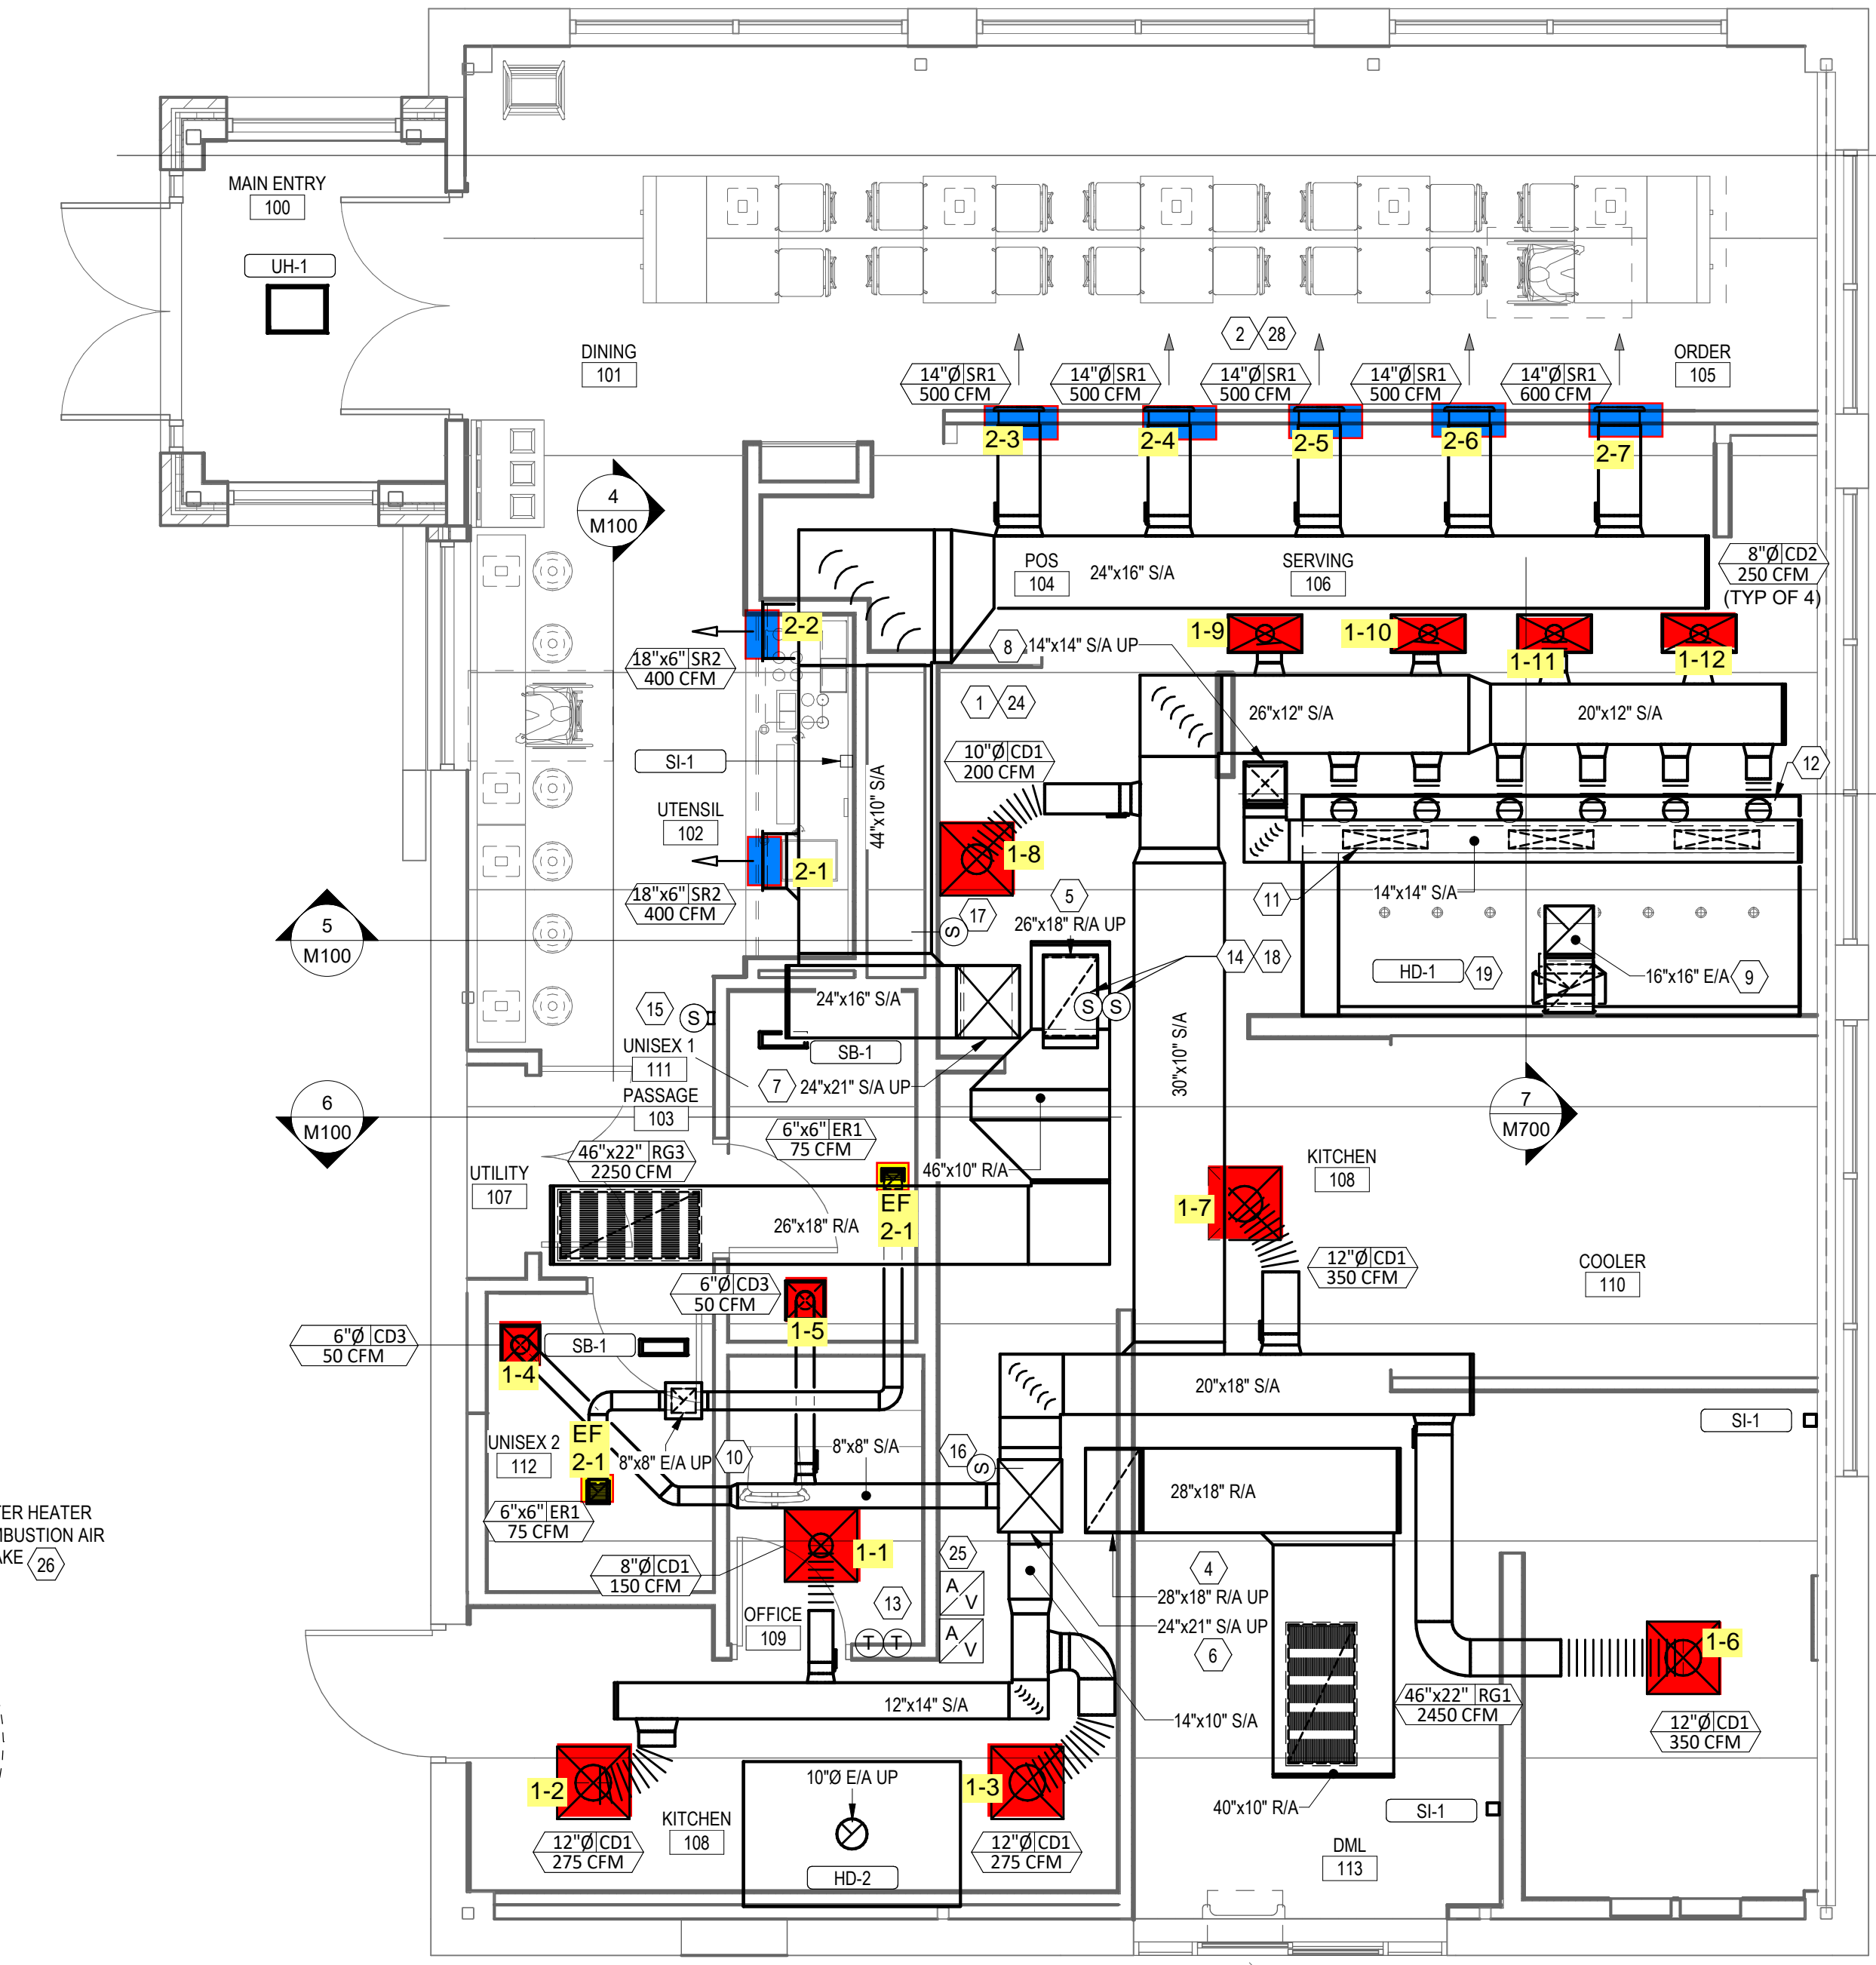 MAIN ENTRY
100
UH-1
DINING
101
2
28
ORDER
105
14"Ø SR1
500 CFM
14"Ø SR1
500 CFM
14"Ø SR1
500 CFM
14"Ø SR1
500 CFM
14"Ø SR1
600 CFM
2-3
2-4
2-5
2-6
2-7
4
M100
POS
104
24"x16" S/A
SERVING
106
8"Ø CD2
250 CFM
(TYP OF 4)
2-2
1-9
1-10
1-11
1-12
8
14"x14" S/A UP
18"x6" SR2
400 CFM
1
24
26"x12" S/A
20"x12" S/A
SI-1
10"Ø CD1
200 CFM
12
44"x10" S/A
UTENSIL
102
2-1
1-8
18"x6" SR2
400 CFM
11
14"x14" S/A
5
M100
S
17
5
26"x18" R/A UP
14
18
HD-1
19
16"x16" E/A
9
24"x16" S/A
S
S
15
S
UNISEX 1
111
SB-1
30"x10" S/A
7
24"x21" S/A UP
PASSAGE
103
6
M100
7
M700
6"x6" ER1
75 CFM
46"x22" RG3
2250 CFM
46"x10" R/A
UTILITY
107
KITCHEN
108
EF
2-1
1-7
26"x18" R/A
12"Ø CD1
350 CFM
COOLER
110
6"Ø CD3
50 CFM
1-5
6"Ø CD3
50 CFM
SB-1
1-4
20"x18" S/A
SI-1
EF
2-1
UNISEX 2
112
8"x8" E/A UP
10
8"x8" S/A
16
S
28"x18" R/A
6"x6" ER1
75 CFM
TER HEATER
MBUSTION AIR
AKE
26
1-1
8"Ø CD1
150 CFM
25
A
V
A
V
4
28"x18" R/A UP
24"x21" S/A UP
6
OFFICE
109
13
T
T
1-6
12"x14" S/A
14"x10" S/A
46"x22" RG1
2450 CFM
12"Ø CD1
350 CFM
1-2
10"Ø E/A UP
1-3
40"x10" R/A
SI-1
KITCHEN
108
12"Ø CD1
275 CFM
HD-2
12"Ø CD1
275 CFM
DML
113